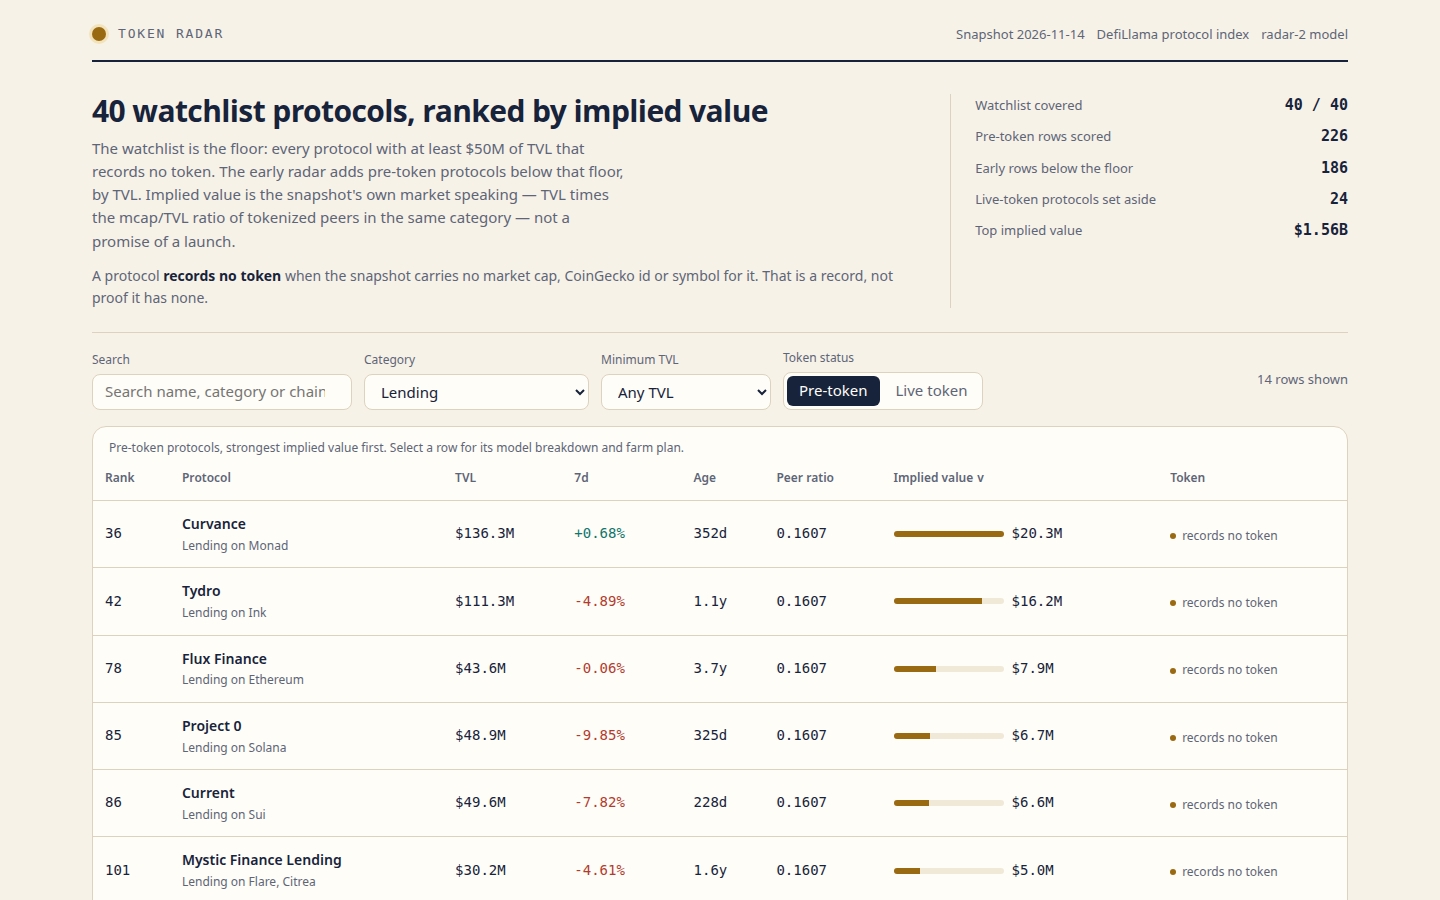 TOKEN RADAR
Snapshot 2026-11-14 DefiLlama protocol index radar-2 model
40 watchlist protocols, ranked by implied value
The watchlist is the floor: every protocol with at least $50M of TVL that
records no token. The early radar adds pre-token protocols below that floor,
by TVL. Implied value is the snapshot's own market speaking — TVL times
the mcap/TVL ratio of tokenized peers in the same category — not a
promise of a launch.
A protocol records no token when the snapshot carries no market cap, CoinGecko id or symbol for it. That is a record, not
proof it has none.
Watchlist covered 40 / 40
Pre-token rows scored 226
Early rows below the floor 186
Live-token protocols set aside 24
Top implied value $1.56B
Search
Search name, category or chain
Category
Lending
Minimum TVL
Any TVL
Token status
Pre-token Live token
14 rows shown
Pre-token protocols, strongest implied value first. Select a row for its model breakdown and farm plan.
Rank Protocol TVL 7d Age Peer ratio Implied value v Token
36 Curvance $136.3M +0.68% 352d 0.1607 $20.3M records no token
Lending on Monad
42 Tydro $111.3M -4.89% 1.1y 0.1607 $16.2M records no token
Lending on Ink
78 Flux Finance $43.6M -0.06% 3.7y 0.1607 $7.9M records no token
Lending on Ethereum
85 Project 0 $48.9M -9.85% 325d 0.1607 $6.7M records no token
Lending on Solana
86 Current $49.6M -7.82% 228d 0.1607 $6.6M records no token
Lending on Sui
101 Mystic Finance Lending $30.2M -4.61% 1.6y 0.1607 $5.0M records no token
Lending on Flare, Citrea